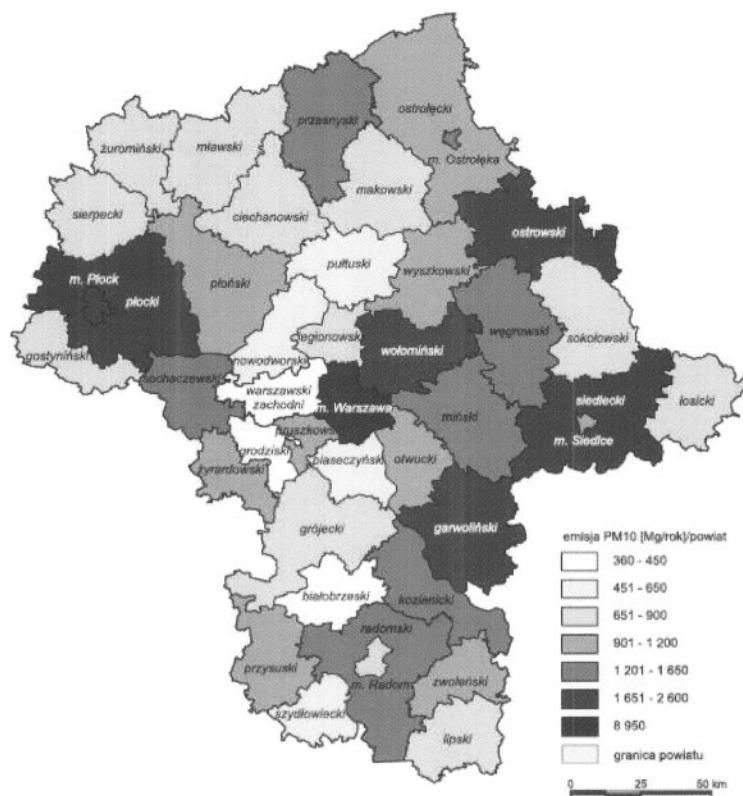 przasnyski
ostrołęcki
żuromiński
mławski
m. Ostrołęka
makowski
sierpecki
ciechanowski
ostrowski
pułtuski
m. Płock
płoński
wyszkowski
płocki
legionowski
węgrowski
sokołowski
gostyniński
nowodworski
wołomiński
sochaczewski
warszawski
zachodni
m. Warszawa
siedlecki
łosicki
pruszkowski
miński
m. Siedlce
grodziski
żyrardowski
piaseczyński
otwocki
grójecki
garwoliński
emisja PM10 [Mg/rok]/powiat
360 - 450
451 - 650
651 - 900
901 - 1 200
1 201 - 1 650
1 651 - 2 600
8 950
granica powiatu
0 25 50 km
białobrzeski
kozienicki
radomski
przysuski
m. Radom
zwoleński
szydłowiecki
lipski